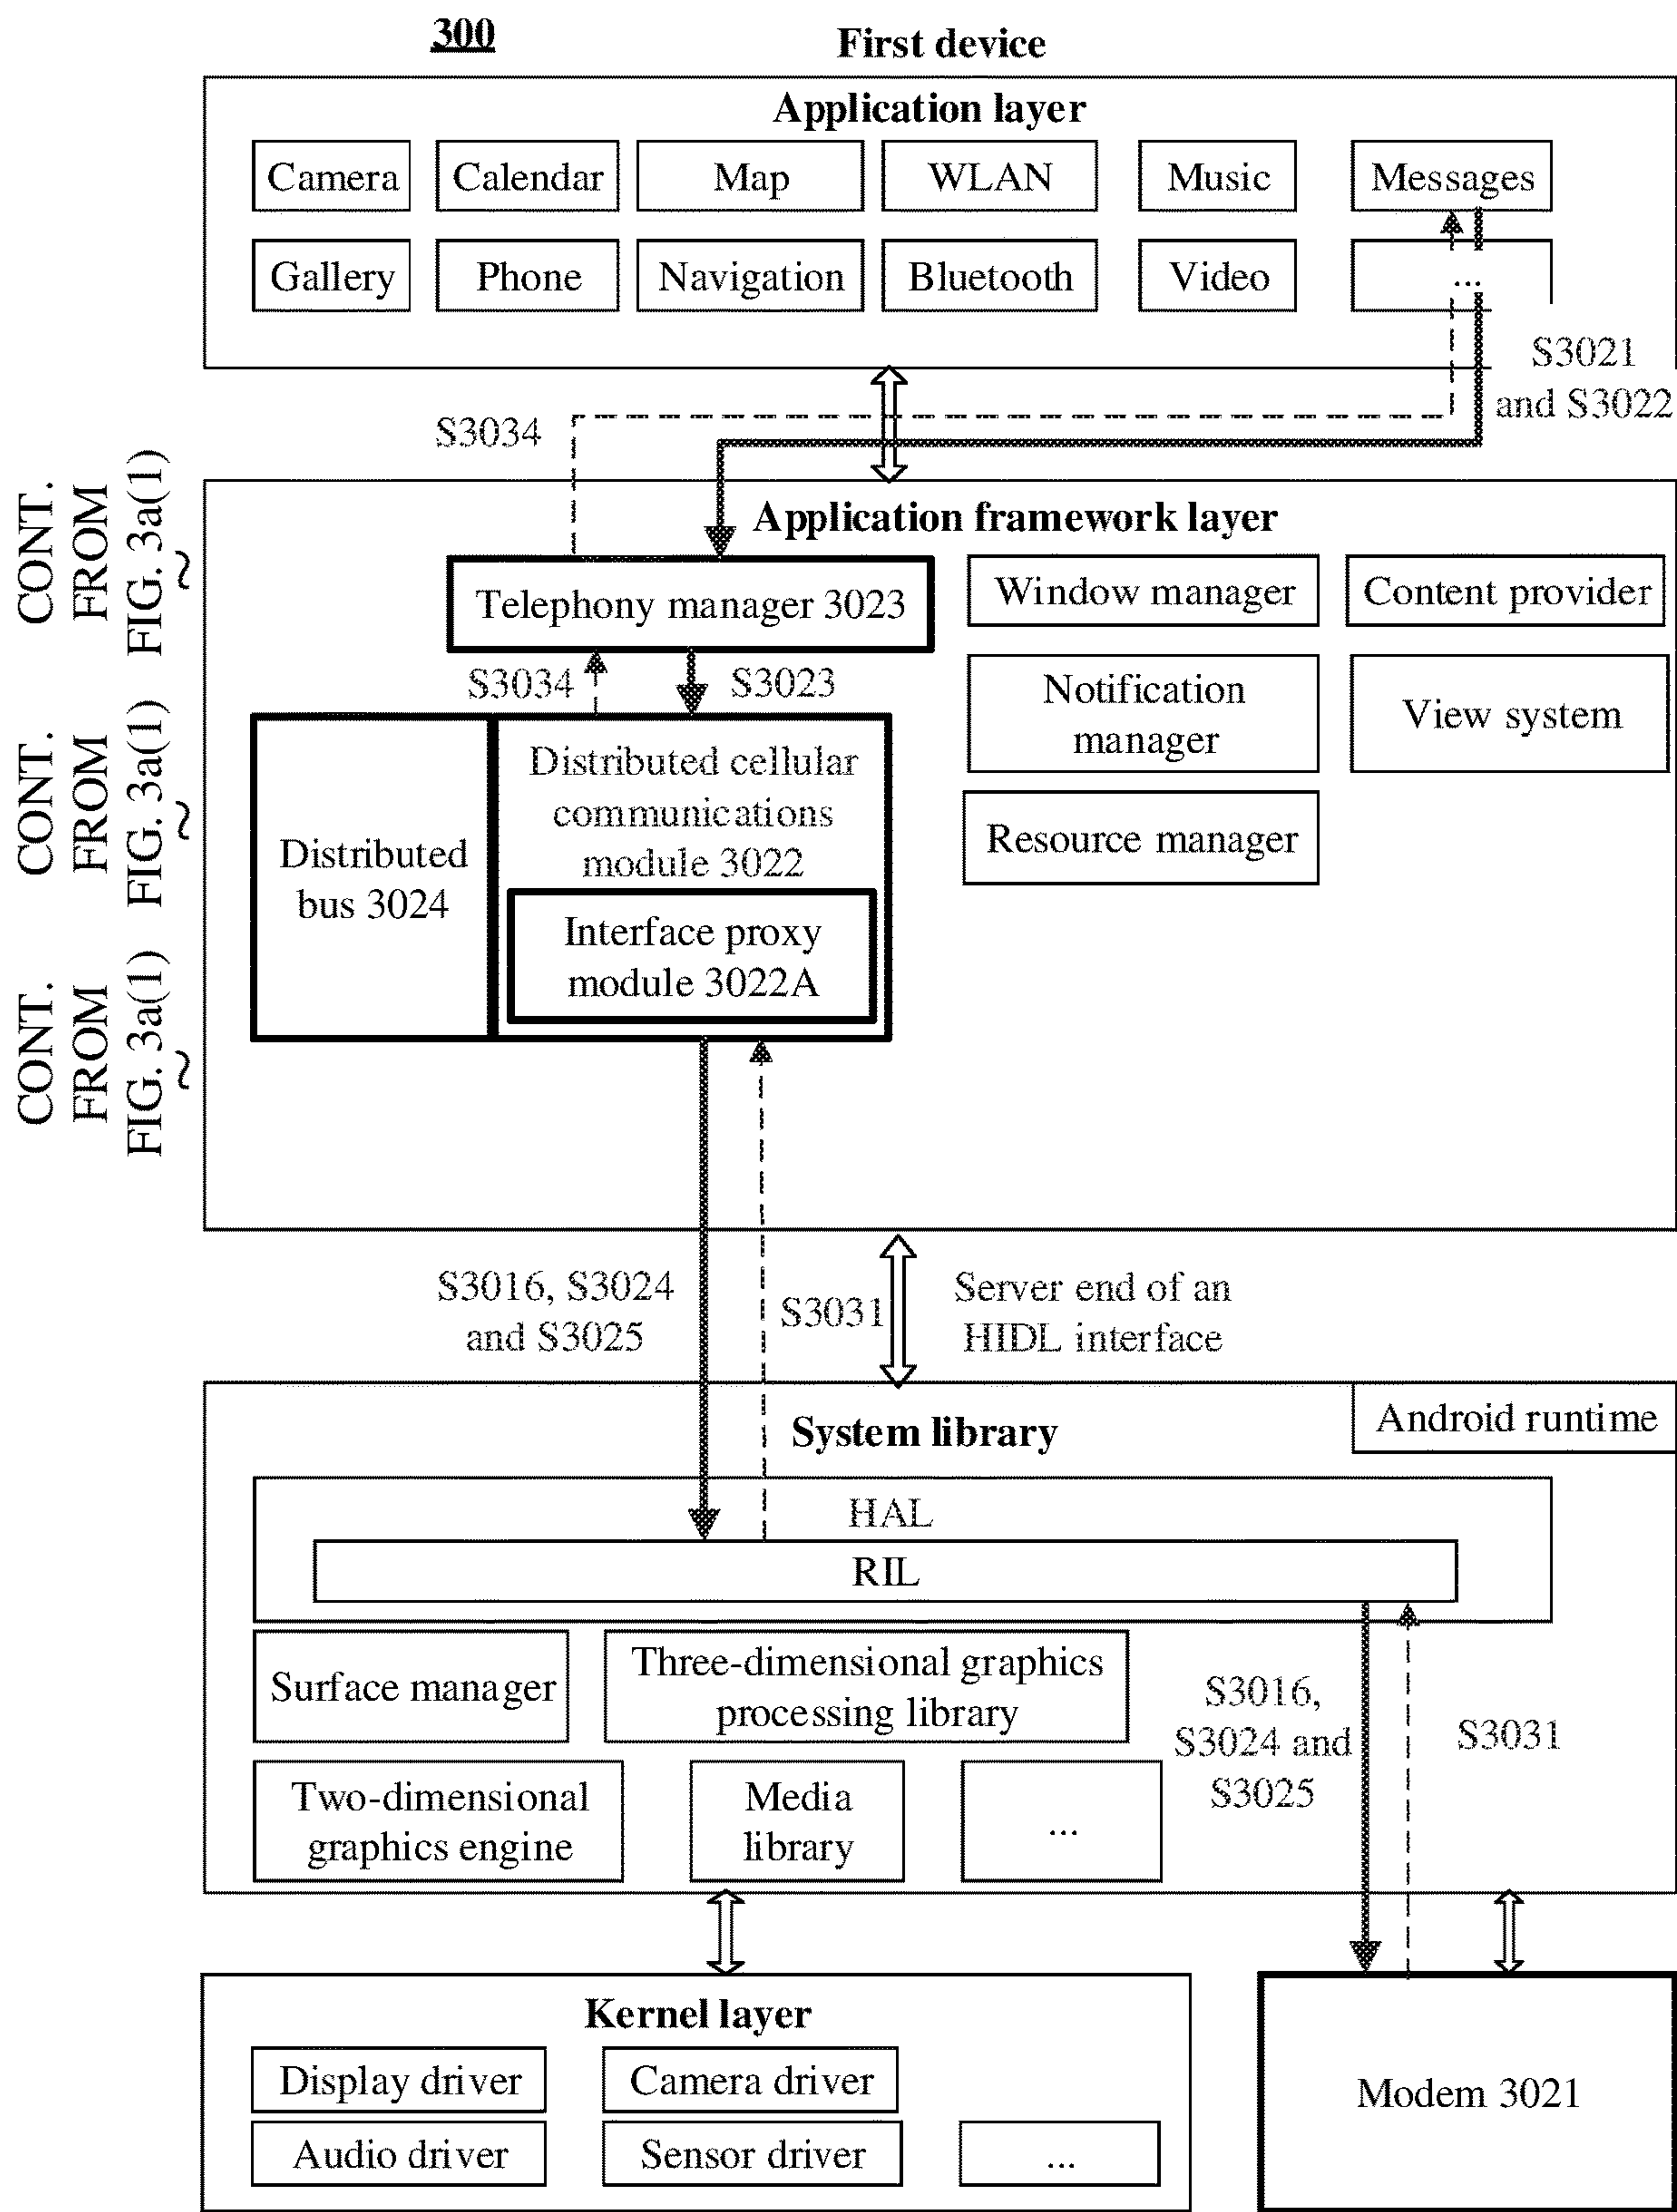 300
First device
Application layer
Camera
Calendar
Map
WLAN
Music
Messages
Gallery
Phone
Navigation
Bluetooth
Video
...
S3021
and S3022
S3034
CONT.
FROM
FIG. 3a(1)
~
Application framework layer
Telephony manager 3023
Window manager
Content provider
S3034
S3023
Notification
manager
View system
CONT.
FROM
FIG. 3a(1)
~
Distributed
bus 3024
Distributed cellular
communications
module 3022
Interface proxy
module 3022A
Resource manager
CONT.
FROM
FIG. 3a(1)
~
S3016, S3024
and S3025
S3031
Server end of an
HIDL interface
System library
Android runtime
HAL
RIL
Surface manager
Three-dimensional graphics
processing library
S3016,
S3024 and
S3025
S3031
Two-dimensional
graphics engine
Media
library
...
Kernel layer
Display driver
Camera driver
Audio driver
Sensor driver
...
Modem 3021